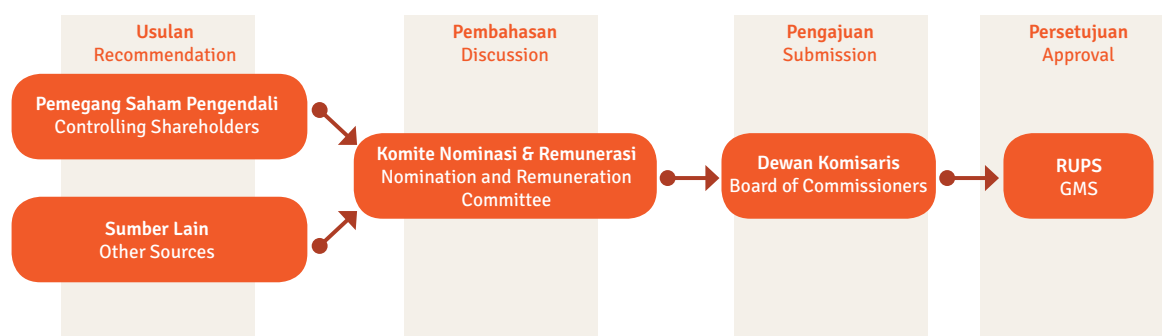 Usulan
Recommendation
Pembahasan
Discussion
Pengajuan
Submission
Persetujuan
Approval
Pemegang Saham Pengendali
Controlling Shareholders
Sumber Lain
Other Sources
Komite Nominasi & Remunerasi
Nomination and Remuneration
Committee
Dewan Komisaris
Board of Commissioners
RUPS
GMS